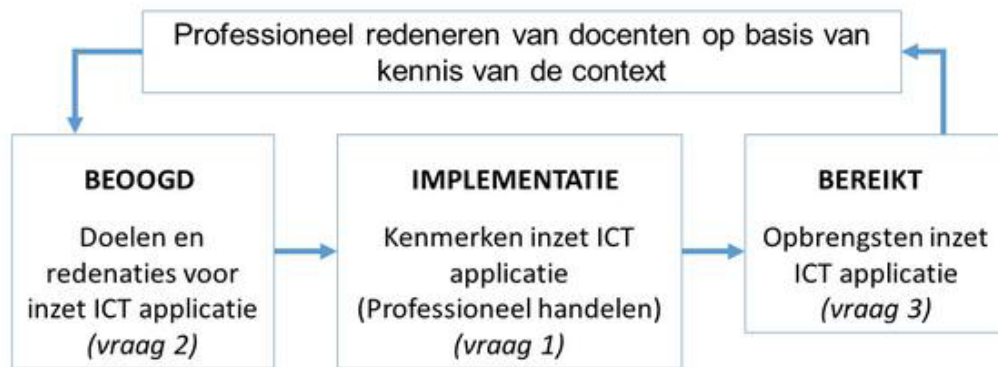 Professioneel redeneren van docenten op basis van
kennis van de context
BEOOGD
Doelen en
redenaties voor
inzet ICT applicatie
(vraag 2)
IMPLEMENTATIE
Kenmerken inzet ICT
applicatie
(Professioneel handelen)
(vraag 1)
BEREIKT
Opbrengsten inzet
ICT applicatie
(vraag 3)